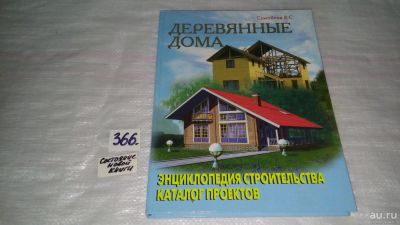 Самойлов В.С.
ДЕРЕВЯННЫЕ
ДОМА
ЭНЦИКЛОПЕДИЯ СТРОИТЕЛЬСТВА
КАТАЛОГ ПРОЕКТОВ
366.
Состояние
новой
книги
au.ru